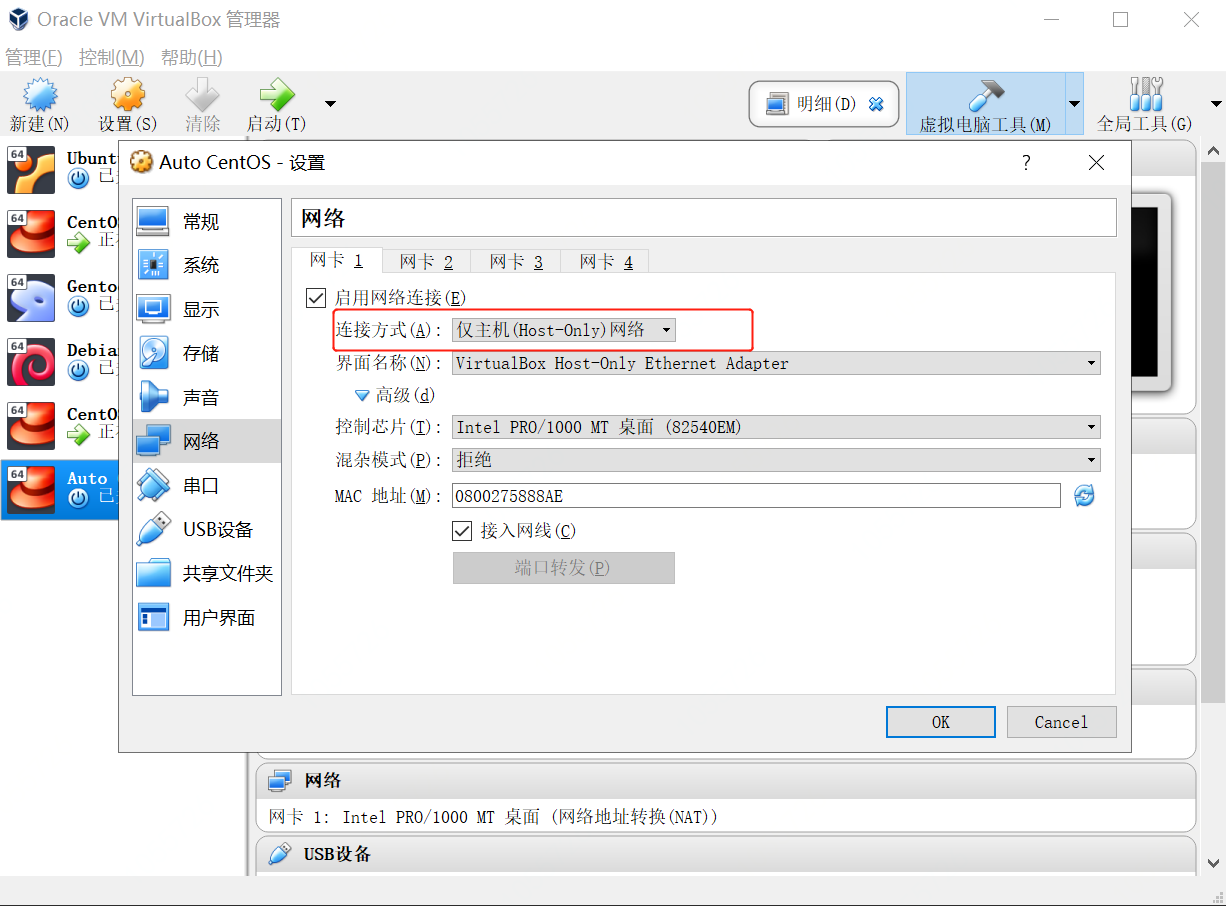 Oracle VM VirtualBox 管理器
管理(F) 控制(M) 帮助(H)
新建(N) 设置(S) 清除 启动(T) 明细(D) 虚拟电脑工具(M) 全局工具(G)
64 Ubunt
已
64 CentO
正
64 Gento
已
64 Debia
已
64 CentO
正
64 Auto
已
Auto CentOS - 设置 ?
常规
系统
显示
存储
声音
网络
串口
USB设备
共享文件夹
用户界面
网络
网卡 1 网卡 2 网卡 3 网卡 4
启用网络连接(E)
连接方式(A): 仅主机(Host-Only)网络
界面名称(N): VirtualBox Host-Only Ethernet Adapter
高级(d)
控制芯片(T): Intel PRO/1000 MT 桌面 (82540EM)
混杂模式(P): 拒绝
MAC 地址(M): 0800275888AE
接入网线(C)
端口转发(P)
OK Cancel
网络
网卡 1: Intel PRO/1000 MT 桌面 (网络地址转换(NAT))
USB设备